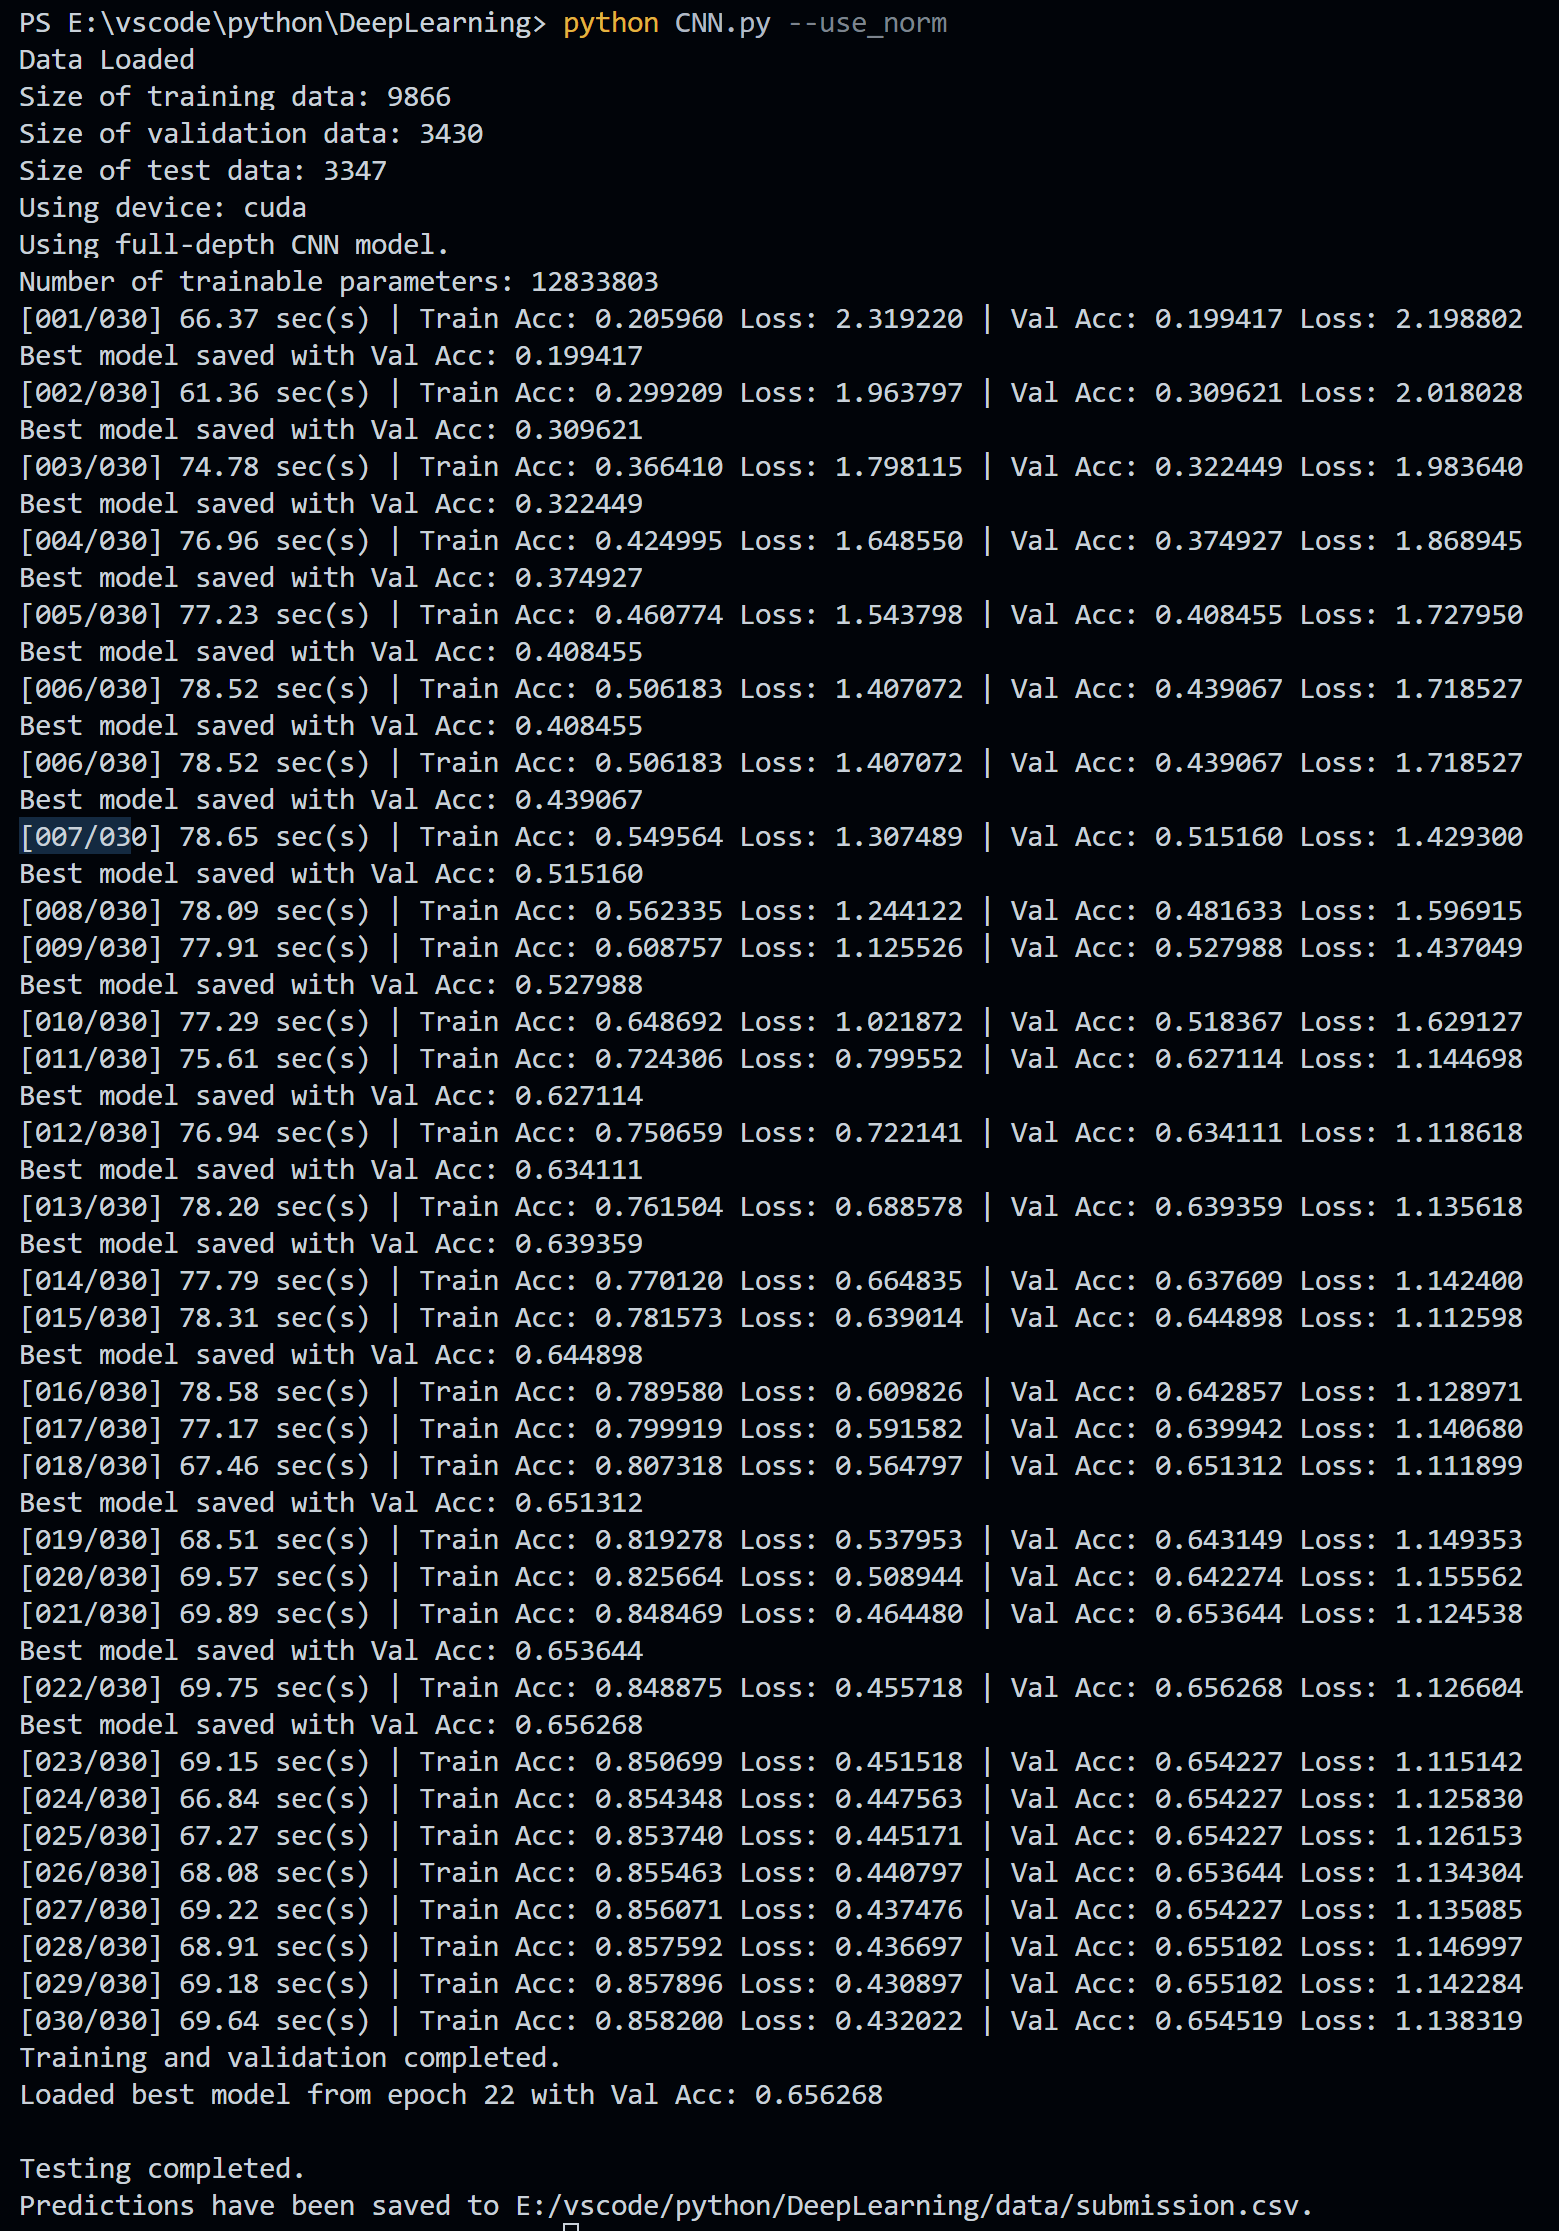 PS E:\vscode\python\DeepLearning> python CNN.py --use_norm
Data Loaded
Size of training data: 9866
Size of validation data: 3430
Size of test data: 3347
Using device: cuda
Using full-depth CNN model.
Number of trainable parameters: 12833803
[001/030] 66.37 sec(s) | Train Acc: 0.205960 Loss: 2.319220 | Val Acc: 0.199417 Loss: 2.198802
Best model saved with Val Acc: 0.199417
[002/030] 61.36 sec(s) | Train Acc: 0.299209 Loss: 1.963797 | Val Acc: 0.309621 Loss: 2.018028
Best model saved with Val Acc: 0.309621
[003/030] 74.78 sec(s) | Train Acc: 0.366410 Loss: 1.798115 | Val Acc: 0.322449 Loss: 1.983640
Best model saved with Val Acc: 0.322449
[004/030] 76.96 sec(s) | Train Acc: 0.424995 Loss: 1.648550 | Val Acc: 0.374927 Loss: 1.868945
Best model saved with Val Acc: 0.374927
[005/030] 77.23 sec(s) | Train Acc: 0.460774 Loss: 1.543798 | Val Acc: 0.408455 Loss: 1.727950
Best model saved with Val Acc: 0.408455
[006/030] 78.52 sec(s) | Train Acc: 0.506183 Loss: 1.407072 | Val Acc: 0.439067 Loss: 1.718527
Best model saved with Val Acc: 0.408455
[006/030] 78.52 sec(s) | Train Acc: 0.506183 Loss: 1.407072 | Val Acc: 0.439067 Loss: 1.718527
Best model saved with Val Acc: 0.439067
[007/030] 78.65 sec(s) | Train Acc: 0.549564 Loss: 1.307489 | Val Acc: 0.515160 Loss: 1.429300
Best model saved with Val Acc: 0.515160
[008/030] 78.09 sec(s) | Train Acc: 0.562335 Loss: 1.244122 | Val Acc: 0.481633 Loss: 1.596915
[009/030] 77.91 sec(s) | Train Acc: 0.608757 Loss: 1.125526 | Val Acc: 0.527988 Loss: 1.437049
Best model saved with Val Acc: 0.527988
[010/030] 77.29 sec(s) | Train Acc: 0.648692 Loss: 1.021872 | Val Acc: 0.518367 Loss: 1.629127
[011/030] 75.61 sec(s) | Train Acc: 0.724306 Loss: 0.799552 | Val Acc: 0.627114 Loss: 1.144698
Best model saved with Val Acc: 0.627114
[012/030] 76.94 sec(s) | Train Acc: 0.750659 Loss: 0.722141 | Val Acc: 0.634111 Loss: 1.118618
Best model saved with Val Acc: 0.634111
[013/030] 78.20 sec(s) | Train Acc: 0.761504 Loss: 0.688578 | Val Acc: 0.639359 Loss: 1.135618
Best model saved with Val Acc: 0.639359
[014/030] 77.79 sec(s) | Train Acc: 0.770120 Loss: 0.664835 | Val Acc: 0.637609 Loss: 1.142400
[015/030] 78.31 sec(s) | Train Acc: 0.781573 Loss: 0.639014 | Val Acc: 0.644898 Loss: 1.112598
Best model saved with Val Acc: 0.644898
[016/030] 78.58 sec(s) | Train Acc: 0.789580 Loss: 0.609826 | Val Acc: 0.642857 Loss: 1.128971
[017/030] 77.17 sec(s) | Train Acc: 0.799919 Loss: 0.591582 | Val Acc: 0.639942 Loss: 1.140680
[018/030] 67.46 sec(s) | Train Acc: 0.807318 Loss: 0.564797 | Val Acc: 0.651312 Loss: 1.111899
Best model saved with Val Acc: 0.651312
[019/030] 68.51 sec(s) | Train Acc: 0.819278 Loss: 0.537953 | Val Acc: 0.643149 Loss: 1.149353
[020/030] 69.57 sec(s) | Train Acc: 0.825664 Loss: 0.508944 | Val Acc: 0.642274 Loss: 1.155562
[021/030] 69.89 sec(s) | Train Acc: 0.848469 Loss: 0.464480 | Val Acc: 0.653644 Loss: 1.124538
Best model saved with Val Acc: 0.653644
[022/030] 69.75 sec(s) | Train Acc: 0.848875 Loss: 0.455718 | Val Acc: 0.656268 Loss: 1.126604
Best model saved with Val Acc: 0.656268
[023/030] 69.15 sec(s) | Train Acc: 0.850699 Loss: 0.451518 | Val Acc: 0.654227 Loss: 1.115142
[024/030] 66.84 sec(s) | Train Acc: 0.854348 Loss: 0.447563 | Val Acc: 0.654227 Loss: 1.125830
[025/030] 67.27 sec(s) | Train Acc: 0.853740 Loss: 0.445171 | Val Acc: 0.654227 Loss: 1.126153
[026/030] 68.08 sec(s) | Train Acc: 0.855463 Loss: 0.440797 | Val Acc: 0.653644 Loss: 1.134304
[027/030] 69.22 sec(s) | Train Acc: 0.856071 Loss: 0.437476 | Val Acc: 0.654227 Loss: 1.135085
[028/030] 68.91 sec(s) | Train Acc: 0.857592 Loss: 0.436697 | Val Acc: 0.655102 Loss: 1.146997
[029/030] 69.18 sec(s) | Train Acc: 0.857896 Loss: 0.430897 | Val Acc: 0.655102 Loss: 1.142284
[030/030] 69.64 sec(s) | Train Acc: 0.858200 Loss: 0.432022 | Val Acc: 0.654519 Loss: 1.138319
Training and validation completed.
Loaded best model from epoch 22 with Val Acc: 0.656268
Testing completed.
Predictions have been saved to E:/vscode/python/DeepLearning/data/submission.csv.